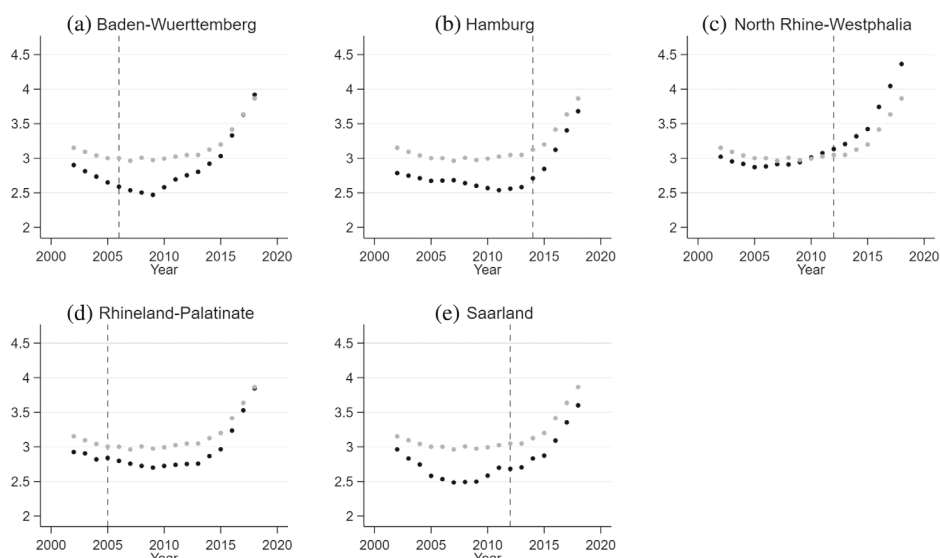 (a) Baden-Wuerttemberg
4.5
4
3.5
3
2.5
2
2000 2005 2010 2015 2020
Year
(b) Hamburg
4.5
4
3.5
3
2.5
2
2000 2005 2010 2015 2020
Year
(c) North Rhine-Westphalia
4.5
4
3.5
3
2.5
2
2000 2005 2010 2015 2020
Year
(d) Rhineland-Palatinate
4.5
4
3.5
3
2.5
2
2000 2005 2010 2015 2020
Year
(e) Saarland
4.5
4
3.5
3
2.5
2
2000 2005 2010 2015 2020
Year